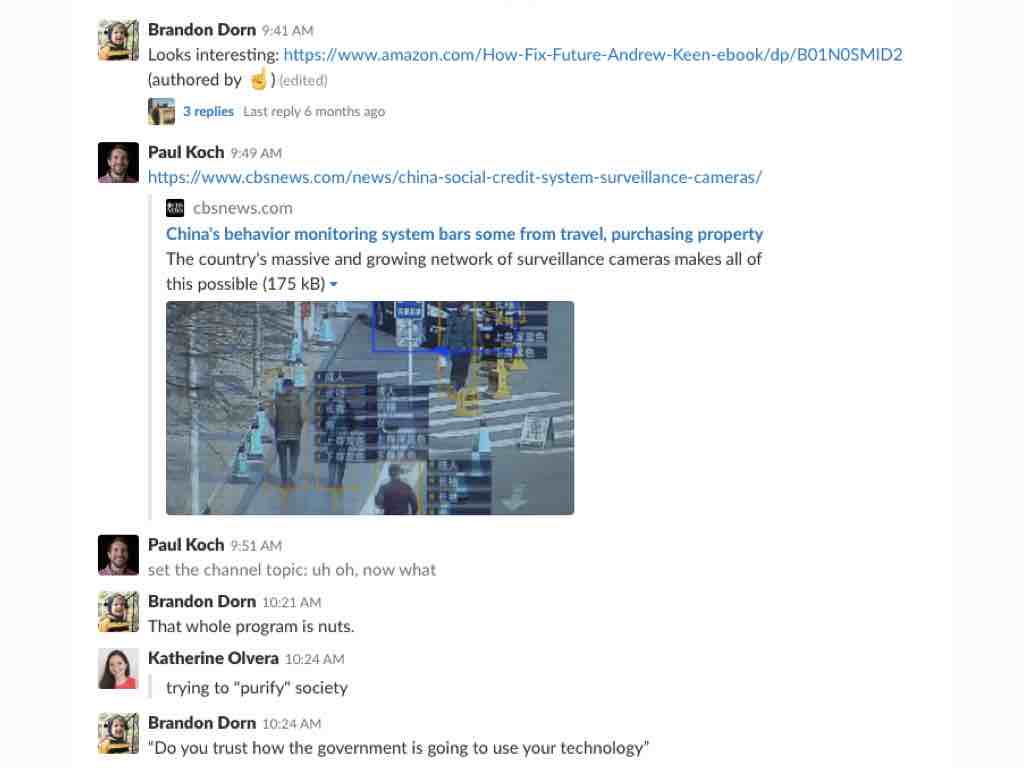 Brandon Dorn 9:41 AM
Looks interesting: https://www.amazon.com/How-Fix-Future-Andrew-Keen-ebook/dp/B01N0SMID2
(authored by ☝️) (edited)
3 replies Last reply 6 months ago
Paul Koch 9:49 AM
https://www.cbsnews.com/news/china-social-credit-system-surveillance-cameras/
cbsnews.com
China's behavior monitoring system bars some from travel, purchasing property
The country's massive and growing network of surveillance cameras makes all of
this possible (175 kB)
Paul Koch 9:51 AM
set the channel topic: uh oh, now what
Brandon Dorn 10:21 AM
That whole program is nuts.
Katherine Olvera 10:24 AM
trying to "purify" society
Brandon Dorn 10:24 AM
“Do you trust how the government is going to use your technology”